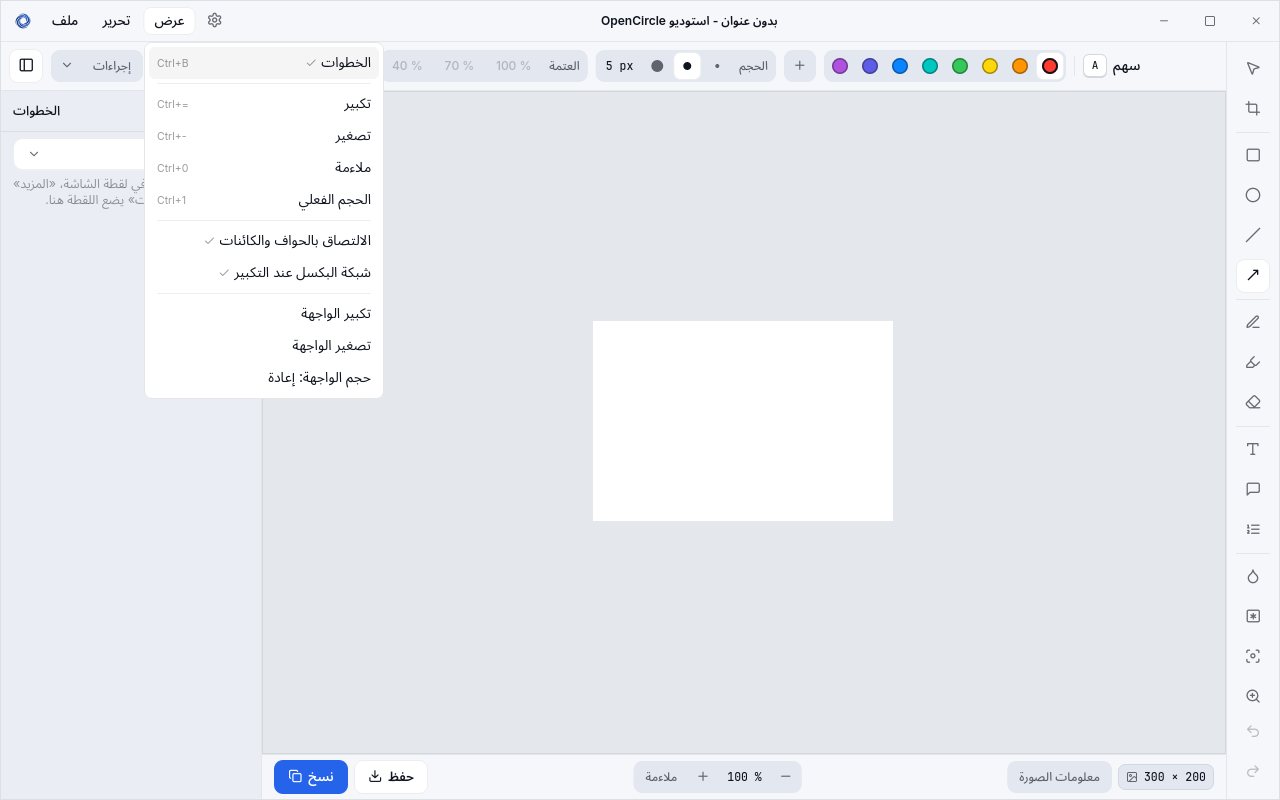 ملف
تحرير
عرض
بدون عنوان - استوديو OpenCircle
إجراءات
40 %
70 %
100 %
العتمة
5 px
الحجم
A
سهم
الخطوات
في لقطة الشاشة، «المزيد»
ت» يضع اللقطة هنا.
الخطوات Ctrl+B
تكبير Ctrl+=
تصغير Ctrl+-
ملاءمة Ctrl+0
الحجم الفعلي Ctrl+1
الالتصاق بالحواف والكائنات
شبكة البكسل عند التكبير
تكبير الواجهة
تصغير الواجهة
حجم الواجهة: إعادة
نسخ
حفظ
ملاءمة
100 %
معلومات الصورة
300 × 200